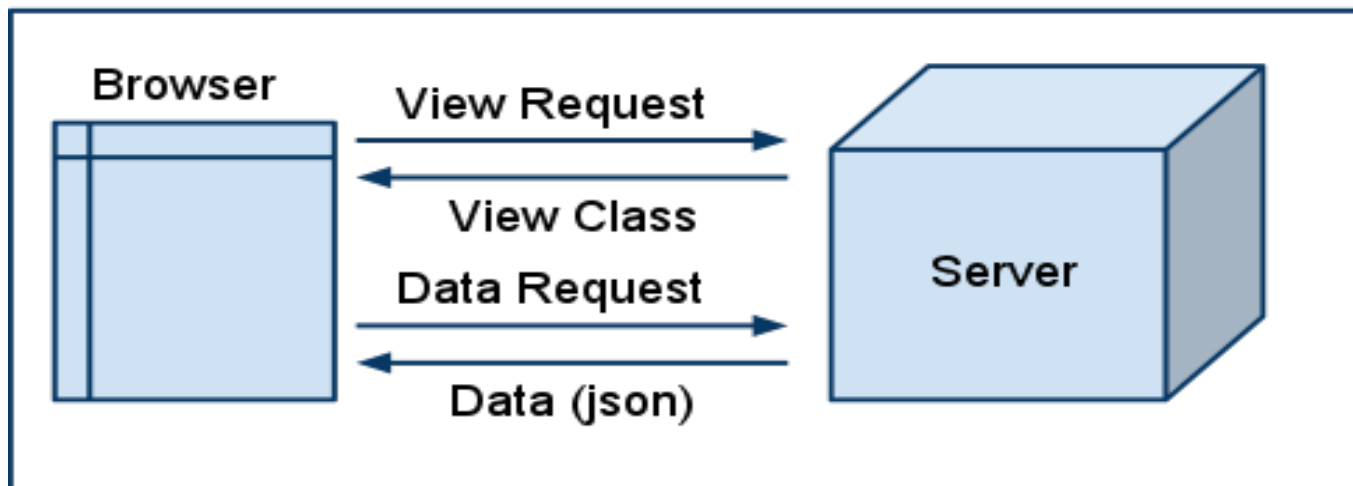 Browser
View Request
View Class
Data Request
Data (json)
Server